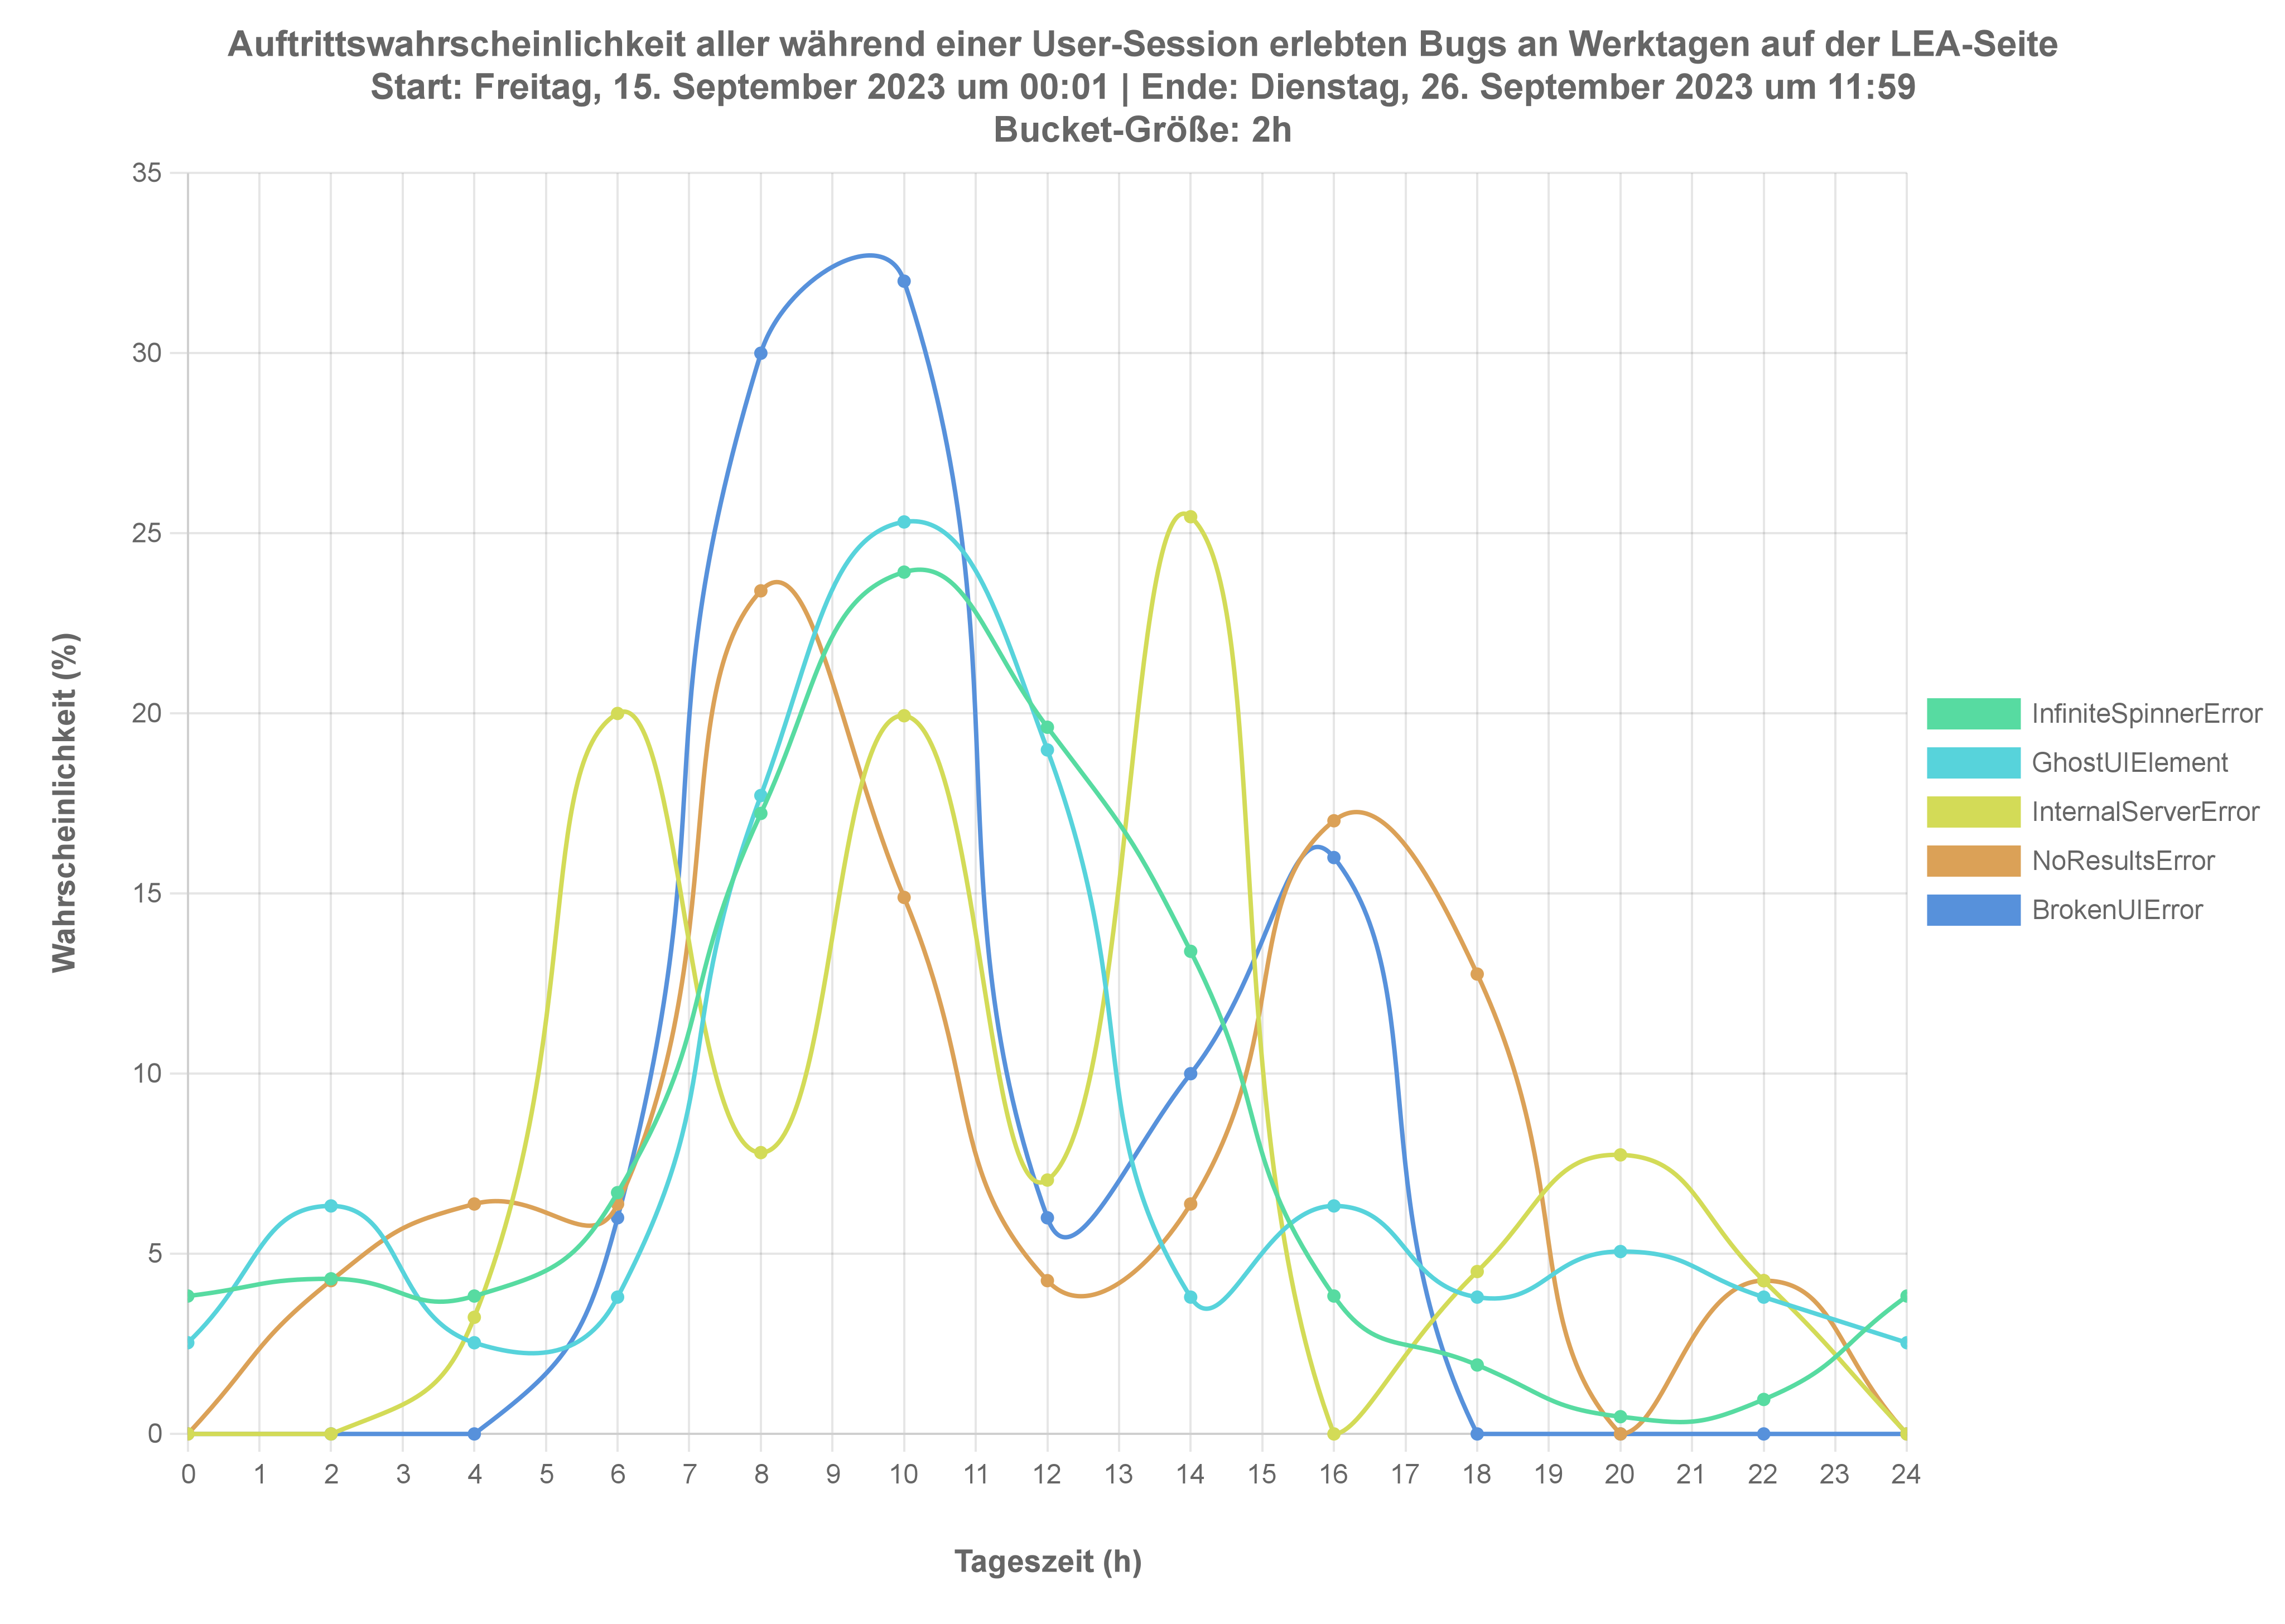 Auftrittswahrscheinlichkeit aller während einer User-Session erlebten Bugs an Werktagen auf der LEA-Seite
Start: Freitag, 15. September 2023 um 00:01 | Ende: Dienstag, 26. September 2023 um 11:59
Bucket-Größe: 2h
Wahrscheinlichkeit (%)
35
30
25
20
15
10
5
0
0 1 2 3 4 5 6 7 8 9 10 11 12 13 14 15 16 17 18 19 20 21 22 23 24
Tageszeit (h)
InfiniteSpinnerError
GhostUIElement
InternalServerError
NoResultsError
BrokenUIError